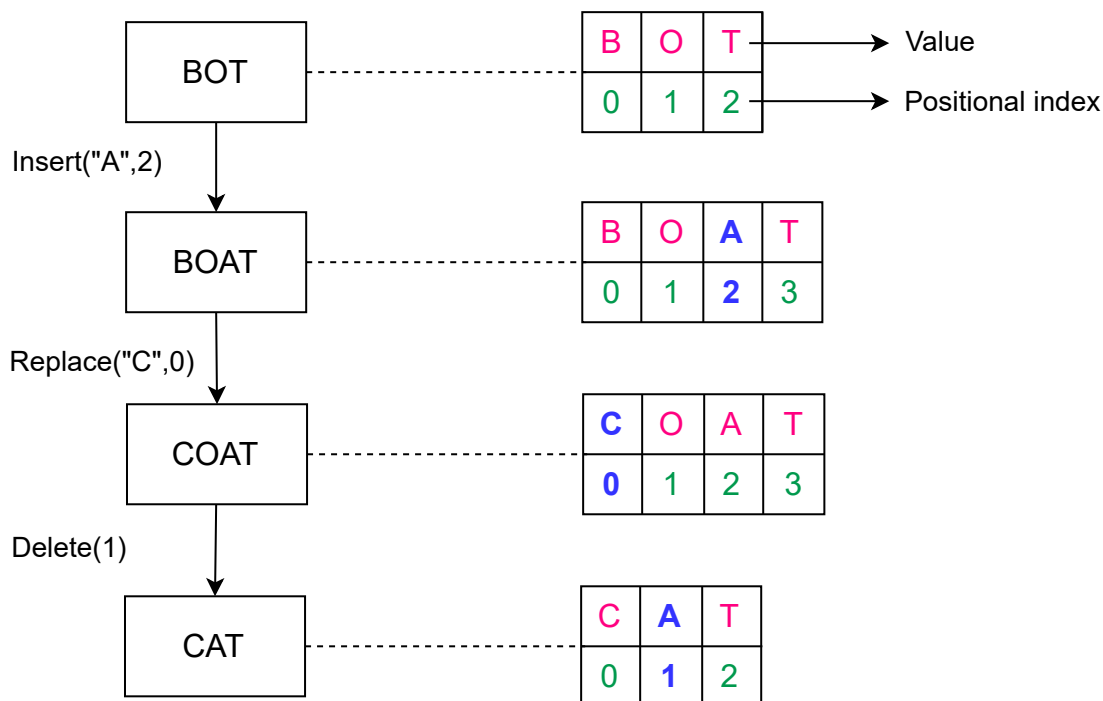 BOT
B O T
Value
0 1 2
Positional index
Insert("A",2)
BOAT
B O A T
0 1 2 3
Replace("C",0)
COAT
C O A T
0 1 2 3
Delete(1)
CAT
C A T
0 1 2